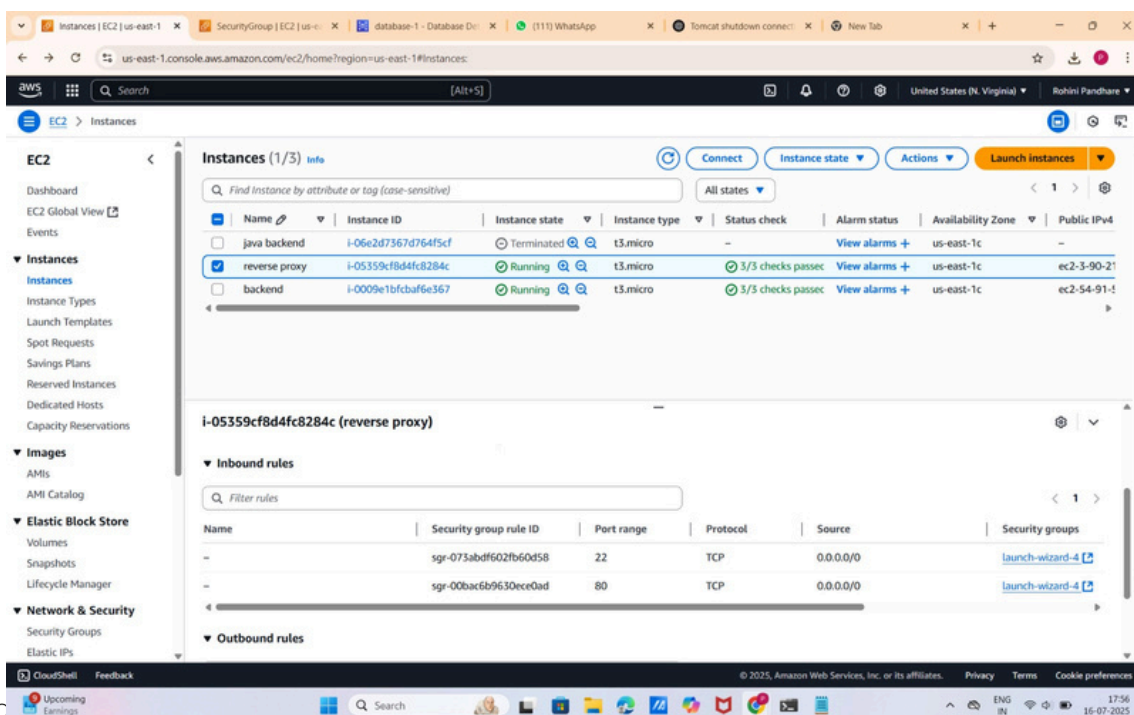 Instances | EC2 | us-east-1
SecurityGroup | EC2 | us-e
database-1 - Database De
(111) WhatsApp
Tomcat shutdown connect
New Tab
us-east-1.console.aws.amazon.com/ec2/home?region=us-east-1#Instances:
aws
Search
[Alt+S]
United States (N. Virginia)
Rohini Pandhare
EC2 > Instances
EC2
Dashboard
EC2 Global View
Events
Instances
Instances
Instance Types
Launch Templates
Spot Requests
Savings Plans
Reserved Instances
Dedicated Hosts
Capacity Reservations
Images
AMIs
AMI Catalog
Elastic Block Store
Volumes
Snapshots
Lifecycle Manager
Network & Security
Security Groups
Elastic IPs
Instances (1/3) Info
Connect
Instance state
Actions
Launch instances
Find Instance by attribute or tag (case-sensitive)
All states
1
Name Instance ID Instance state Instance type Status check Alarm status Availability Zone Public IPv4
java backend i-06e2d7367d764f5cf Terminated t3.micro – View alarms + us-east-1c –
reverse proxy i-05359cf8d4fc8284c Running t3.micro 3/3 checks passec View alarms + us-east-1c ec2-3-90-21
backend i-0009e1bfcbaf6e367 Running t3.micro 3/3 checks passec View alarms + us-east-1c ec2-54-91-
i-05359cf8d4fc8284c (reverse proxy)
Inbound rules
Filter rules
1
Name Security group rule ID Port range Protocol Source Security groups
– sgr-073abdf602fb60d58 22 TCP 0.0.0.0/0 launch-wizard-4
– sgr-00bac6b9630ece0ad 80 TCP 0.0.0.0/0 launch-wizard-4
Outbound rules
CloudShell Feedback
© 2025, Amazon Web Services, Inc. or its affiliates. Privacy Terms Cookie preferences
9
Upcoming
Earnings
Search
ENG
IN
17:56
16-07-2025